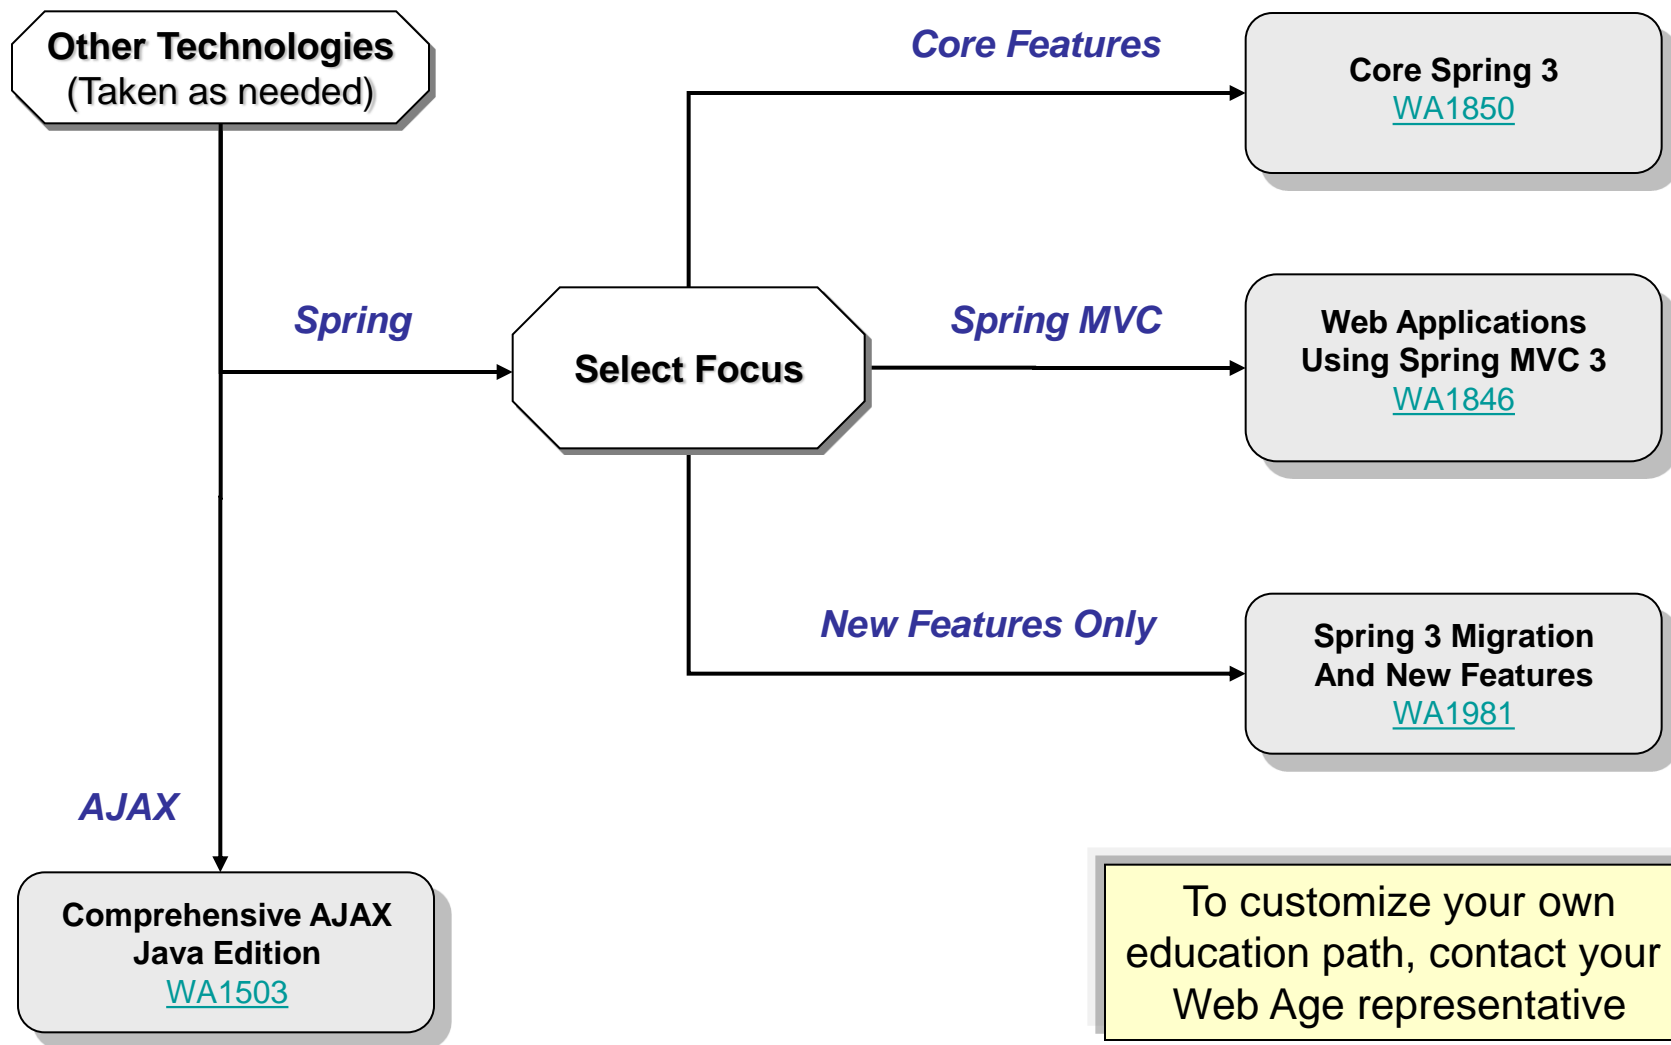 Other Technologies
(Taken as needed)
Core Features
Core Spring 3
WA1850
Spring
Select Focus
Spring MVC
Web Applications
Using Spring MVC 3
WA1846
New Features Only
Spring 3 Migration
And New Features
WA1981
AJAX
Comprehensive AJAX
Java Edition
WA1503
To customize your own
education path, contact your
Web Age representative